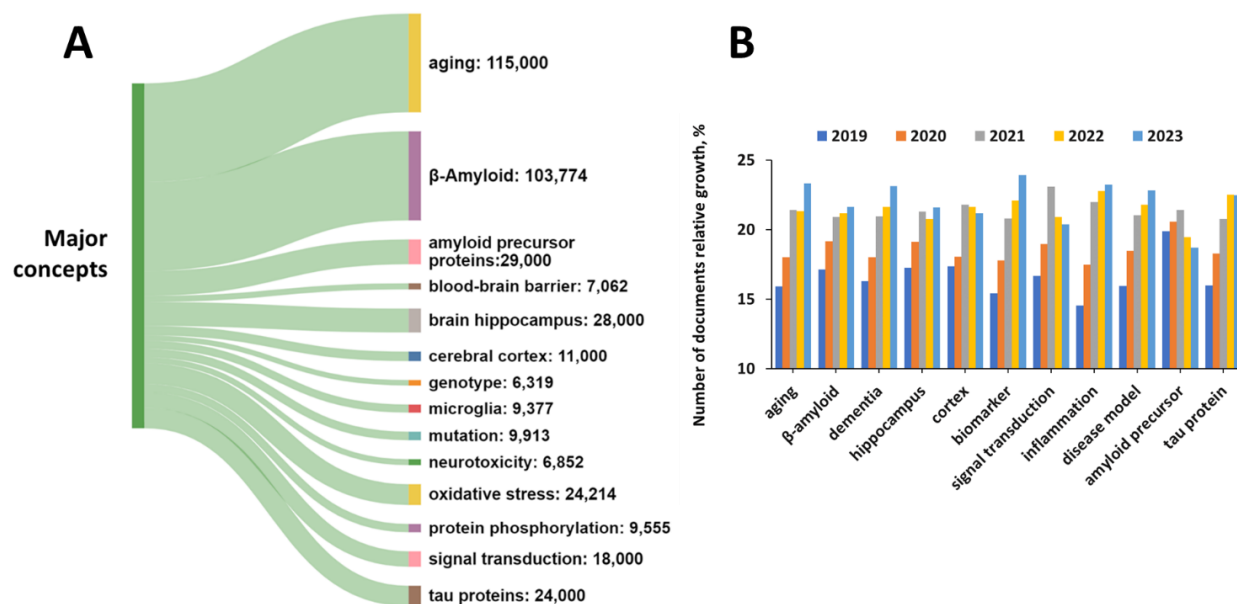 A
Major
concepts
aging: 115,000
β-Amyloid: 103,774
amyloid precursor
proteins:29,000
blood-brain barrier: 7,062
brain hippocampus: 28,000
cerebral cortex: 11,000
genotype: 6,319
microglia: 9,377
mutation: 9,913
neurotoxicity: 6,852
oxidative stress: 24,214
protein phosphorylation: 9,555
signal transduction: 18,000
tau proteins: 24,000
B
Number of documents relative growth, %
2019 2020 2021 2022 2023
25
20
15
10
aging
β-amyloid
dementia
hippocampus
cortex
biomarker
signal transduction
inflammation
disease model
amyloid precursor
tau protein